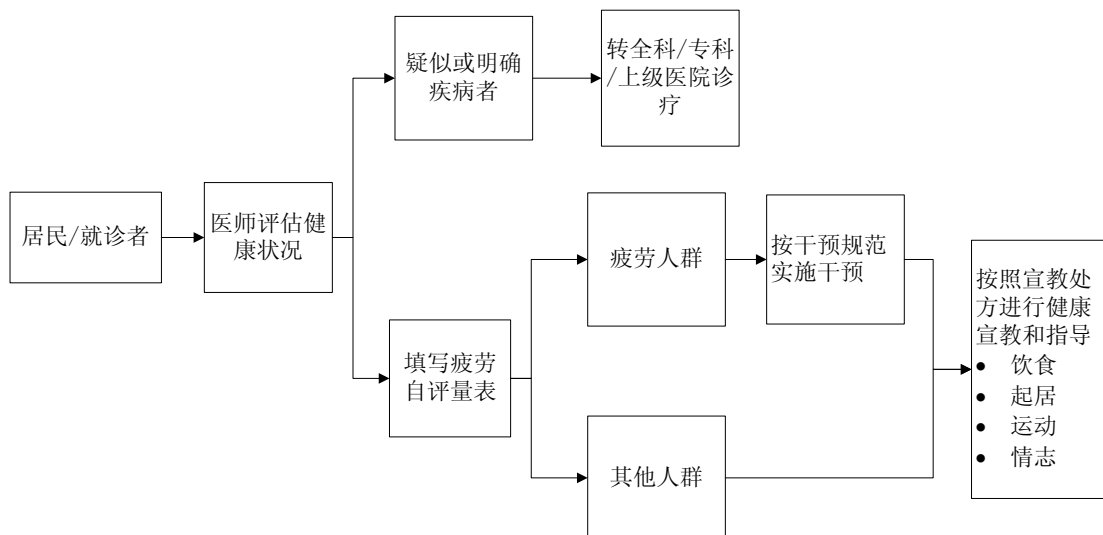 疑似或明确
疾病者
转全科/专科
/上级医院诊
疗
居民/就诊者
医师评估健
康状况
疲劳人群
按干预规范
实施干预
填写疲劳
自评量表
其他人群
按照宣教处
方进行健康
宣教和指导
● 饮食
● 起居
● 运动
● 情志